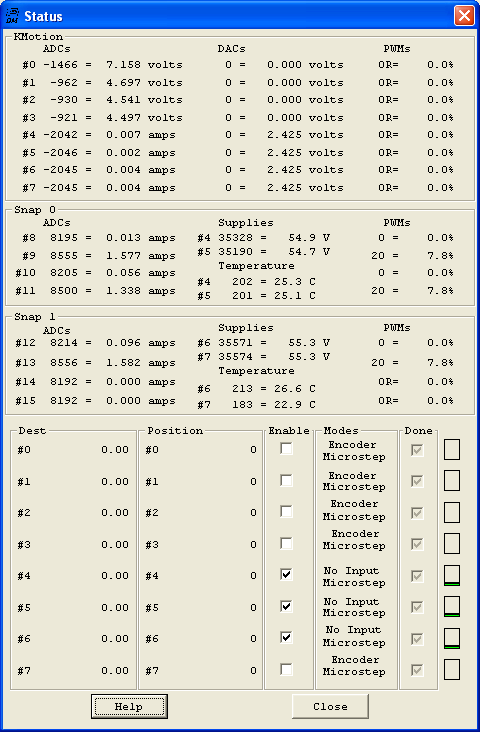 Status
KMotion
ADCs DACs PWMs
#0 -1466 = 7.158 volts 0 = 0.000 volts OR= 0.0%
#1 -962 = 4.697 volts 0 = 0.000 volts OR= 0.0%
#2 -930 = 4.541 volts 0 = 0.000 volts OR= 0.0%
#3 -921 = 4.497 volts 0 = 0.000 volts OR= 0.0%
#4 -2042 = 0.007 amps 0 = 2.425 volts OR= 0.0%
#5 -2046 = 0.002 amps 0 = 2.425 volts OR= 0.0%
#6 -2045 = 0.004 amps 0 = 2.425 volts OR= 0.0%
#7 -2045 = 0.004 amps 0 = 2.425 volts OR= 0.0%
Snap 0
ADCs Supplies PWMs
#8 8195 = 0.013 amps #4 35328 = 54.9 V 0 = 0.0%
#9 8555 = 1.577 amps #5 35190 = 54.7 V 20 = 7.8%
#10 8205 = 0.056 amps Temperature 0 = 0.0%
#4 202 = 25.3 C
#11 8500 = 1.338 amps #5 201 = 25.1 C 20 = 7.8%
Snap 1
ADCs Supplies PWMs
#12 8214 = 0.096 amps #6 35571 = 55.3 V 0 = 0.0%
#13 8556 = 1.582 amps #7 35574 = 55.3 V 20 = 7.8%
Temperature
#14 8192 = 0.000 amps #6 213 = 26.6 C OR= 0.0%
#15 8192 = 0.000 amps #7 183 = 22.9 C OR= 0.0%
Dest Position Enable Modes Done
#0 0.00 #0 0 Encoder
Microstep
#1 0.00 #1 0 Encoder
Microstep
#2 0.00 #2 0 Encoder
Microstep
#3 0.00 #3 0 Encoder
Microstep
#4 0.00 #4 0 No Input
Microstep
#5 0.00 #5 0 No Input
Microstep
#6 0.00 #6 0 No Input
Microstep
#7 0.00 #7 0 Encoder
Microstep
Help Close